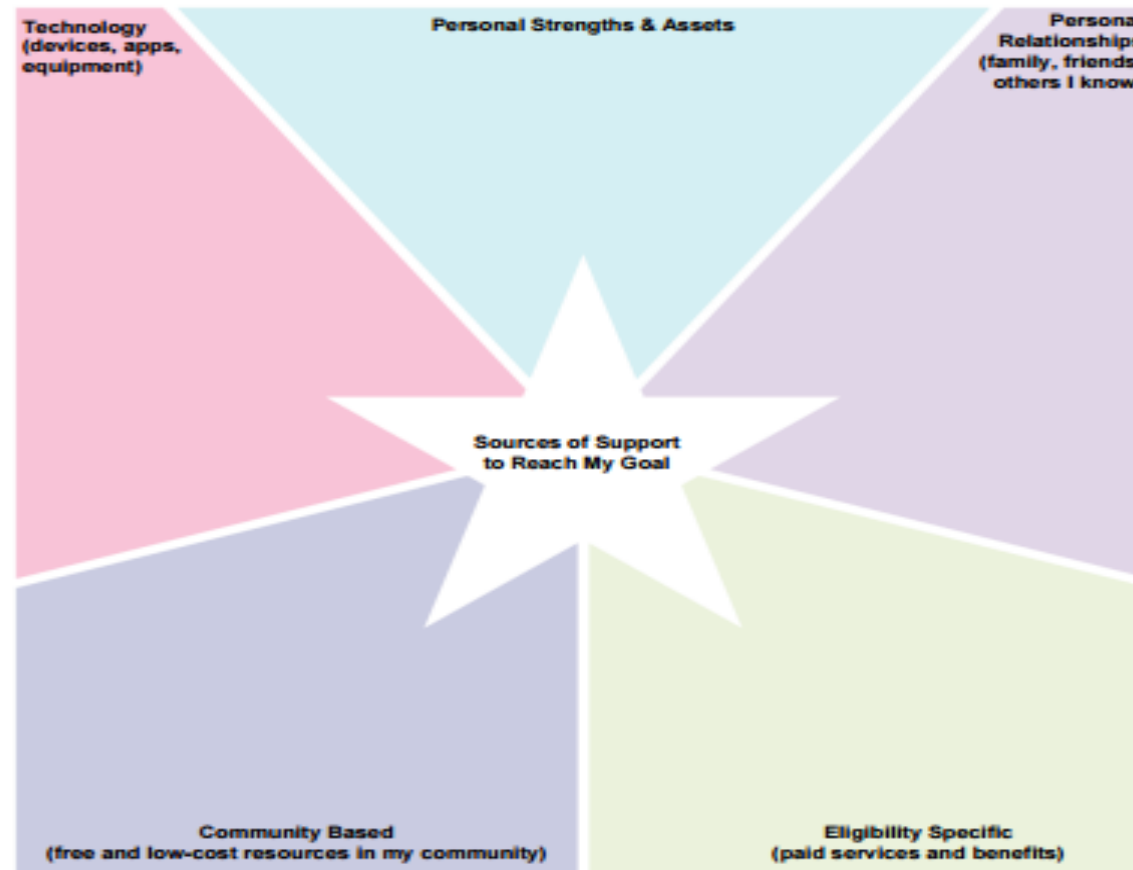 Technology
(devices, apps,
equipment)
Personal Strengths & Assets
Persona
Relationships
(family, friends
others I know
Sources of Support
to Reach My Goal
Community Based
(free and low-cost resources in my community)
Eligibility Specific
(paid services and benefits)